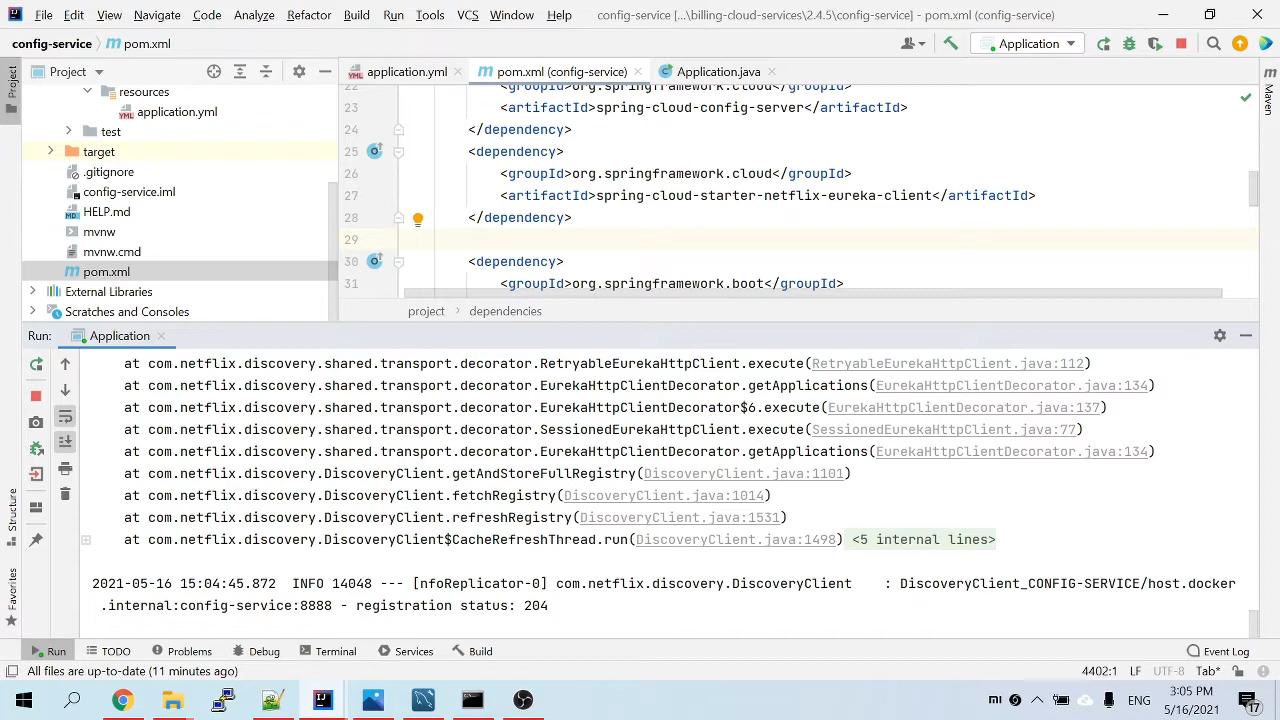 File Edit View Navigate Code Analyze Refactor Build Run Tools VCS Window Help config-service [...\billing-cloud-services\2.4.5\config-service] - pom.xml (config-service)
config-service pom.xml Application
Project application.yml pom.xml (config-service) Application.java
Project
Maven
resources
application.yml
test
target
.gitignore
config-service.iml
HELP.md
mvnw
mvnw.cmd
pom.xml
External Libraries
Scratches and Consoles
22 <groupId>org.springframework.cloud</groupId>
23 <artifactId>spring-cloud-config-server</artifactId>
24 </dependency>
25 <dependency>
26 <groupId>org.springframework.cloud</groupId>
27 <artifactId>spring-cloud-starter-netflix-eureka-client</artifactId>
28 </dependency>
29
30 <dependency>
31 <groupId>org.springframework.boot</groupId>
project dependencies
Run: Application
at com.netflix.discovery.shared.transport.decorator.RetryableEurekaHttpClient.execute(RetryableEurekaHttpClient.java:112)
at com.netflix.discovery.shared.transport.decorator.EurekaHttpClientDecorator.getApplications(EurekaHttpClientDecorator.java:134)
at com.netflix.discovery.shared.transport.decorator.EurekaHttpClientDecorator$6.execute(EurekaHttpClientDecorator.java:137)
at com.netflix.discovery.shared.transport.decorator.SessionedEurekaHttpClient.execute(SessionedEurekaHttpClient.java:77)
at com.netflix.discovery.shared.transport.decorator.EurekaHttpClientDecorator.getApplications(EurekaHttpClientDecorator.java:134)
at com.netflix.discovery.DiscoveryClient.getAndStoreFullRegistry(DiscoveryClient.java:1101)
at com.netflix.discovery.DiscoveryClient.fetchRegistry(DiscoveryClient.java:1014)
at com.netflix.discovery.DiscoveryClient.refreshRegistry(DiscoveryClient.java:1531)
at com.netflix.discovery.DiscoveryClient$CacheRefreshThread.run(DiscoveryClient.java:1498) <5 internal lines>
2021-05-16 15:04:45.872 INFO 14048 --- [nfoReplicator-0] com.netflix.discovery.DiscoveryClient : DiscoveryClient_CONFIG-SERVICE/host.docker
.internal:config-service:8888 - registration status: 204
Structure
Favorites
Run TODO Problems Debug Terminal Services Build Event Log
All files are up-to-date (11 minutes ago) 4402:1 LF UTF-8 Tab*
ENG 3:05 PM
5/16/2021 17